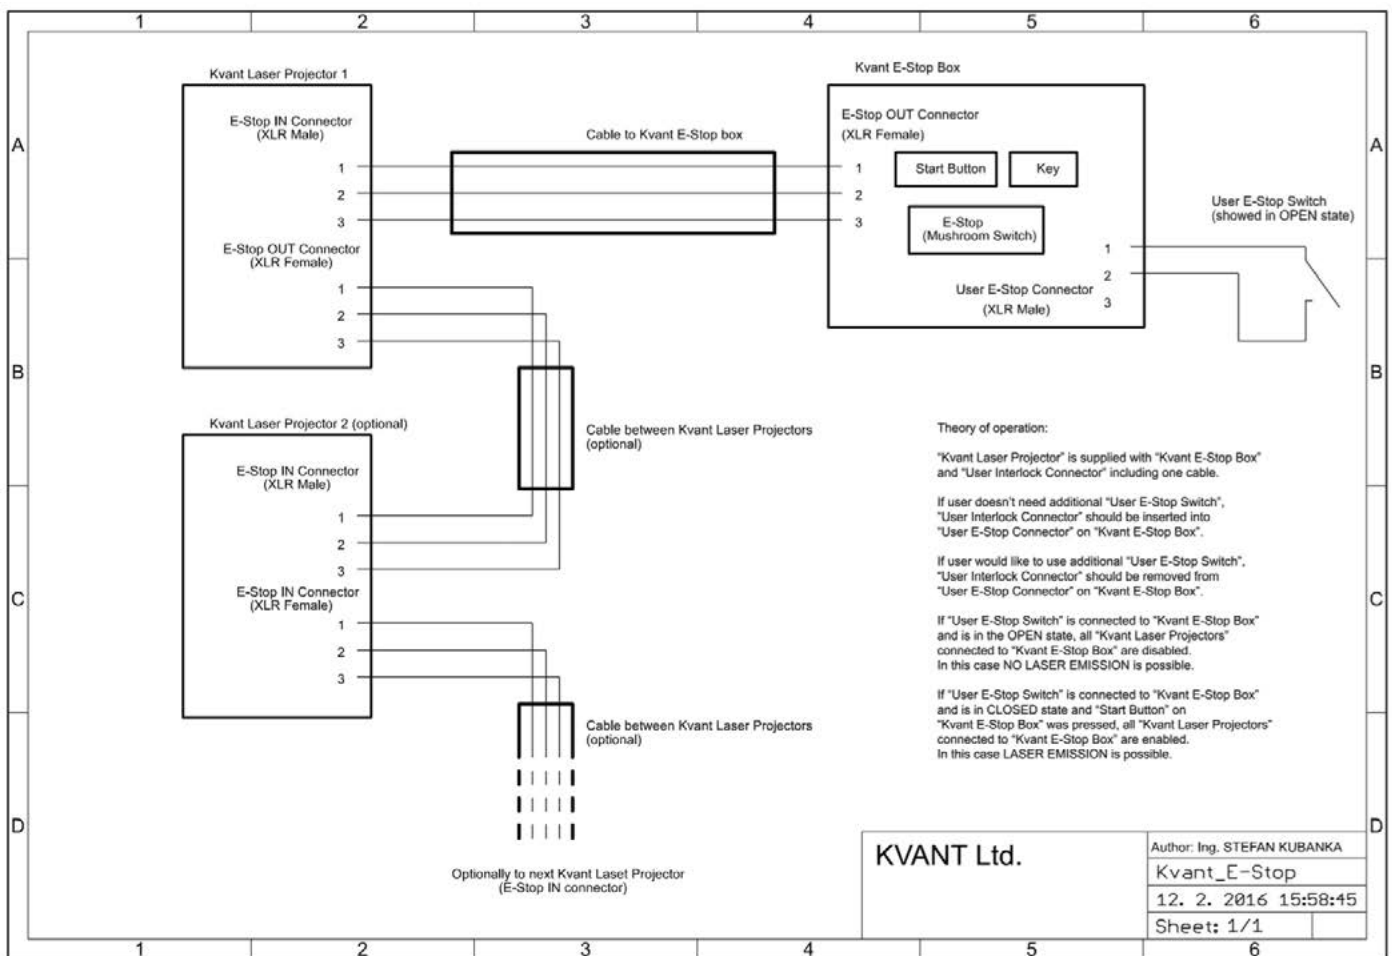 1 2 3 4 5 6
A A
B B
C C
D D
Kvant Laser Projector 1
E-Stop IN Connector
(XLR Male)
1
2
3
E-Stop OUT Connector
(XLR Female)
1
2
3
Cable to Kvant E-Stop box
Kvant E-Stop Box
E-Stop OUT Connector
(XLR Female)
1
2
3
Start Button
Key
E-Stop
(Mushroom Switch)
1
2
3
User E-Stop Connector
(XLR Male)
User E-Stop Switch
(showed in OPEN state)
Cable between Kvant Laser Projectors
(optional)
Kvant Laser Projector 2 (optional)
E-Stop IN Connector
(XLR Male)
1
2
3
E-Stop IN Connector
(XLR Female)
1
2
3
Cable between Kvant Laser Projectors
(optional)
Optionally to next Kvant Laset Projector
(E-Stop IN connector)
Theory of operation:
"Kvant Laser Projector" is supplied with "Kvant E-Stop Box"
and "User Interlock Connector" including one cable.
If user doesn't need additional "User E-Stop Switch",
"User Interlock Connector" should be inserted into
"User E-Stop Connector" on "Kvant E-Stop Box".
If user would like to use additional "User E-Stop Switch",
"User Interlock Connector" should be removed from
"User E-Stop Connector" on "Kvant E-Stop Box".
If "User E-Stop Switch" is connected to "Kvant E-Stop Box"
and is in the OPEN state, all "Kvant Laser Projectors"
connected to "Kvant E-Stop Box" are disabled.
In this case NO LASER EMISSION is possible.
If "User E-Stop Switch" is connected to "Kvant E-Stop Box"
and is in CLOSED state and "Start Button" on
"Kvant E-Stop Box" was pressed, all "Kvant Laser Projectors"
connected to "Kvant E-Stop Box" are enabled.
In this case LASER EMISSION is possible.
KVANT Ltd.
Author: Ing. STEFAN KUBANKA
Kvant_E-Stop
12. 2. 2016 15:58:45
Sheet: 1/1
1 2 3 4 5 6